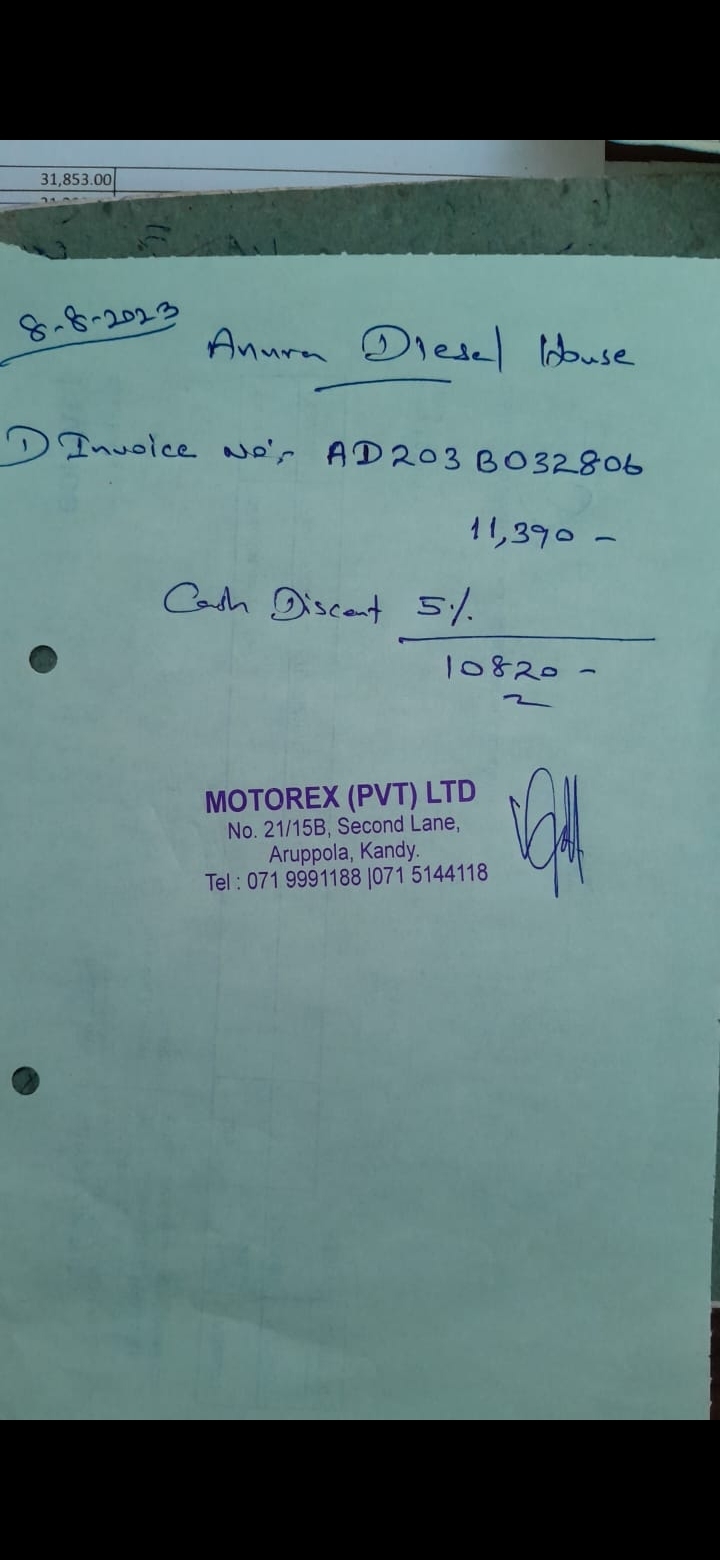 31,853.00
8-8-2023
Anura Diesel House
1) Invoice No:- AD203B032806
11,390 -
Cash Discont 5%
10820 -
MOTOREX (PVT) LTD
No. 21/15B, Second Lane,
Aruppola, Kandy.
Tel : 071 9991188 |071 5144118